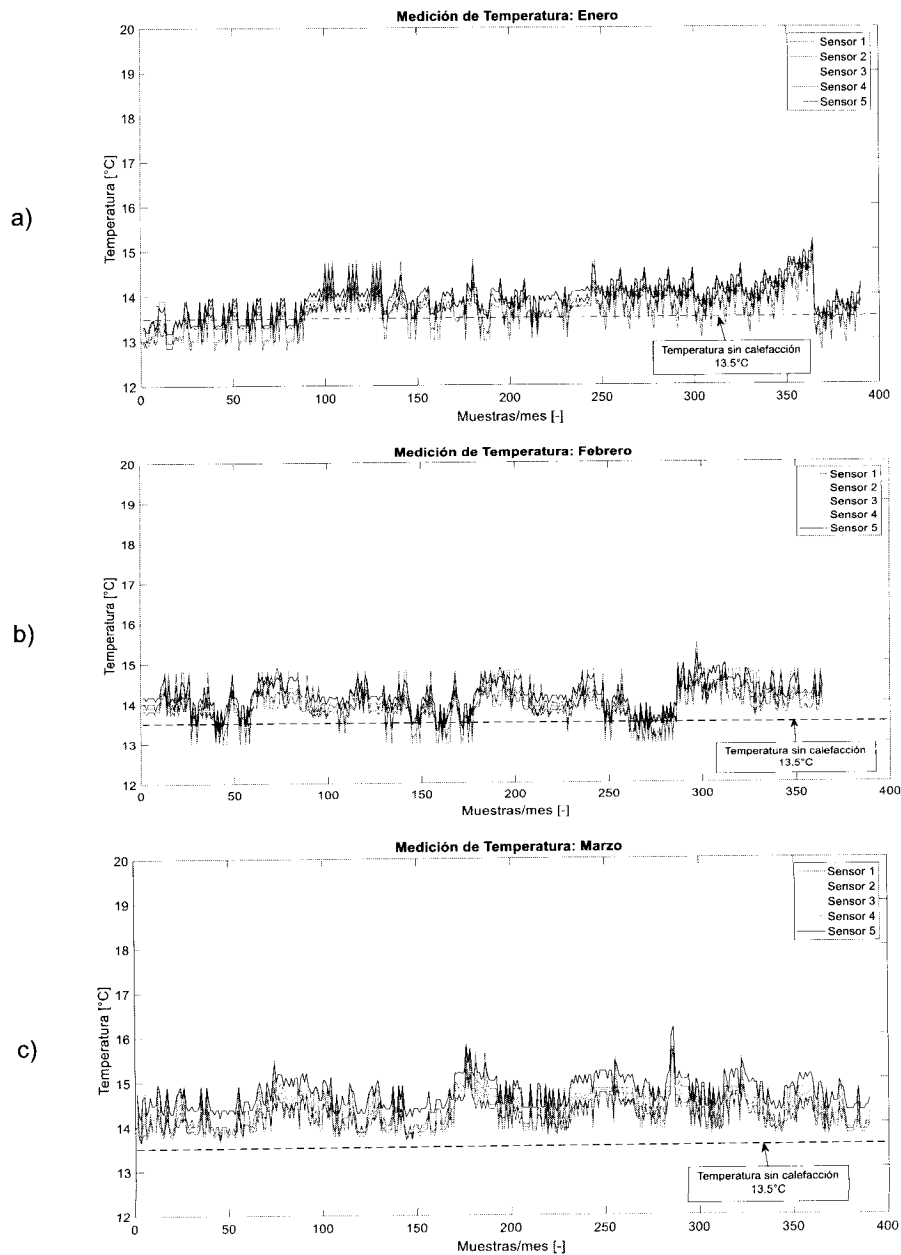 a)
Medición de Temperatura: Enero
Temperatura [°C]
20
19
18
17
16
15
14
13
12
Sensor 1
Sensor 2
Sensor 3
Sensor 4
Sensor 5
Temperatura sin calefacción
13.5°C
0 50 100 150 200 250 300 350 400
Muestras/mes [-]
b)
Medición de Temperatura: Febrero
Temperatura [°C]
20
19
18
17
16
15
14
13
12
Sensor 1
Sensor 2
Sensor 3
Sensor 4
Sensor 5
Temperatura sin calefacción
13.5°C
0 50 100 150 200 250 300 350 400
Muestras/mes [-]
c)
Medición de Temperatura: Marzo
Temperatura [°C]
20
19
18
17
16
15
14
13
12
Sensor 1
Sensor 2
Sensor 3
Sensor 4
Sensor 5
Temperatura sin calefacción
13.5°C
0 50 100 150 200 250 300 350 400
Muestras/mes [-]